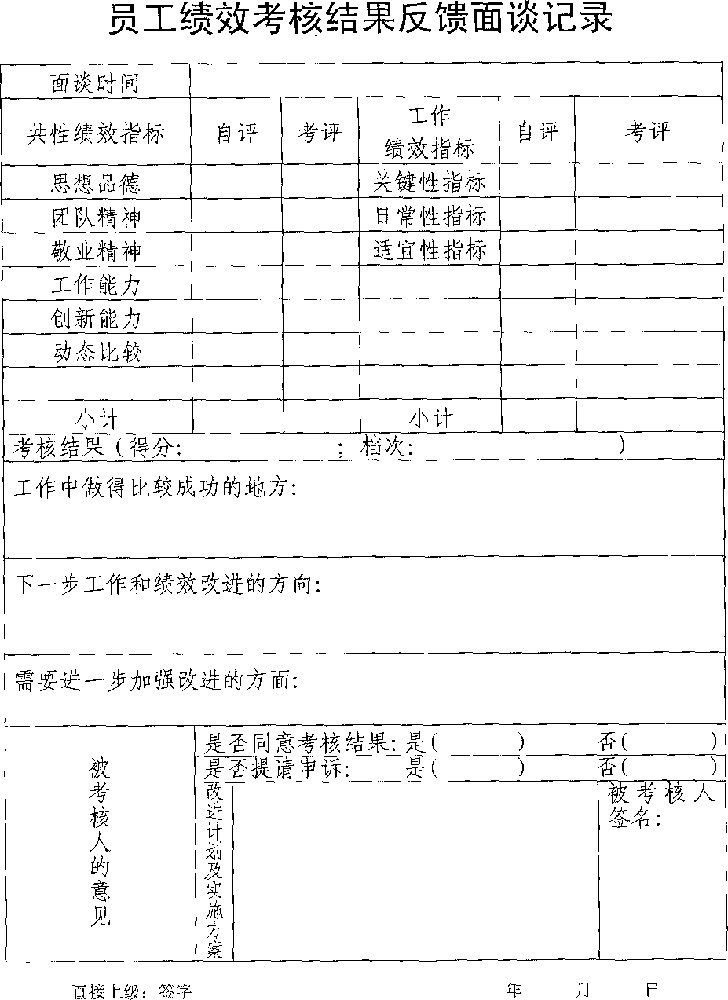 员工绩效考核结果反馈面谈记录
面谈时间
共性绩效指标 自评 考评 工作绩效指标 自评 考评
思想品德 关键性指标
团队精神 日常性指标
敬业精神 适宜性指标
工作能力
创新能力
动态比较
小计 小计
考核结果（得分: ；档次: ）
工作中做得比较成功的地方:
下一步工作和绩效改进的方向:
需要进一步加强改进的方面:
被考核人的意见
是否同意考核结果: 是( ) 否( )
是否提请申诉: 是( ) 否( )
改进计划及实施方案
被考核人
签名:
直接上级: 签字 年 月 日